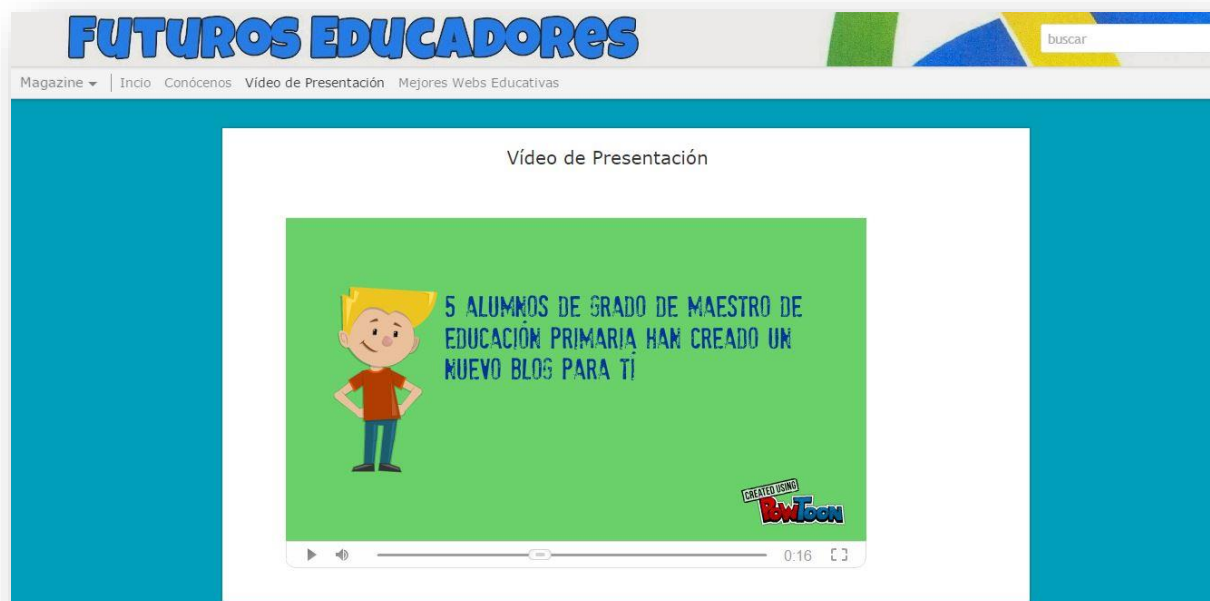 FUTUROS EDUCADORES
buscar
Magazine
Incio Conócenos Vídeo de Presentación Mejores Webs Educativas
Vídeo de Presentación
5 ALUMNOS DE GRADO DE MAESTRO DE
EDUCACIÓN PRIMARIA HAN CREADO UN
NUEVO BLOG PARA TÍ
CREATED USING
POWTOON
0:16